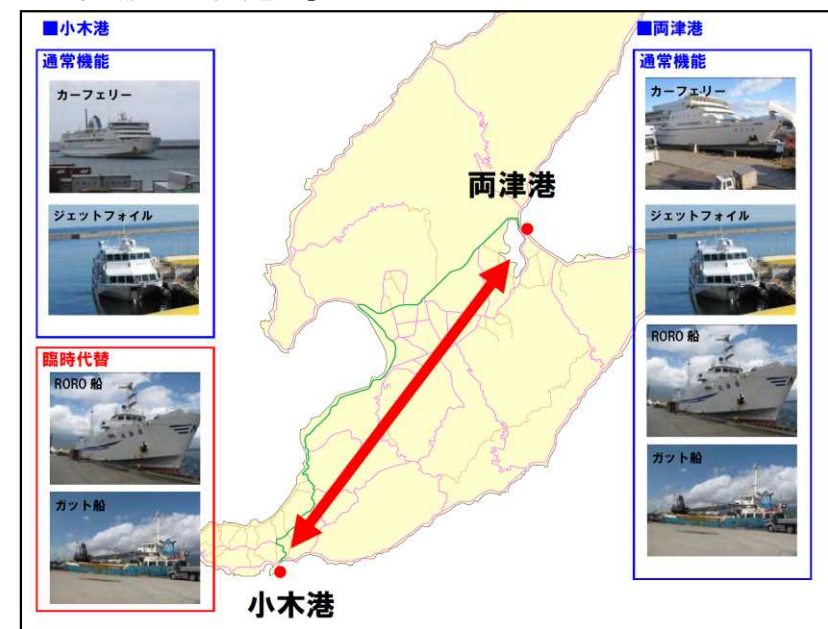 ■小木港
通常機能
カーフェリー
ジェットフォイル
臨時代替
RORO 船
ガット船
両津港
小木港
■両津港
通常機能
カーフェリー
ジェットフォイル
RORO 船
ガット船